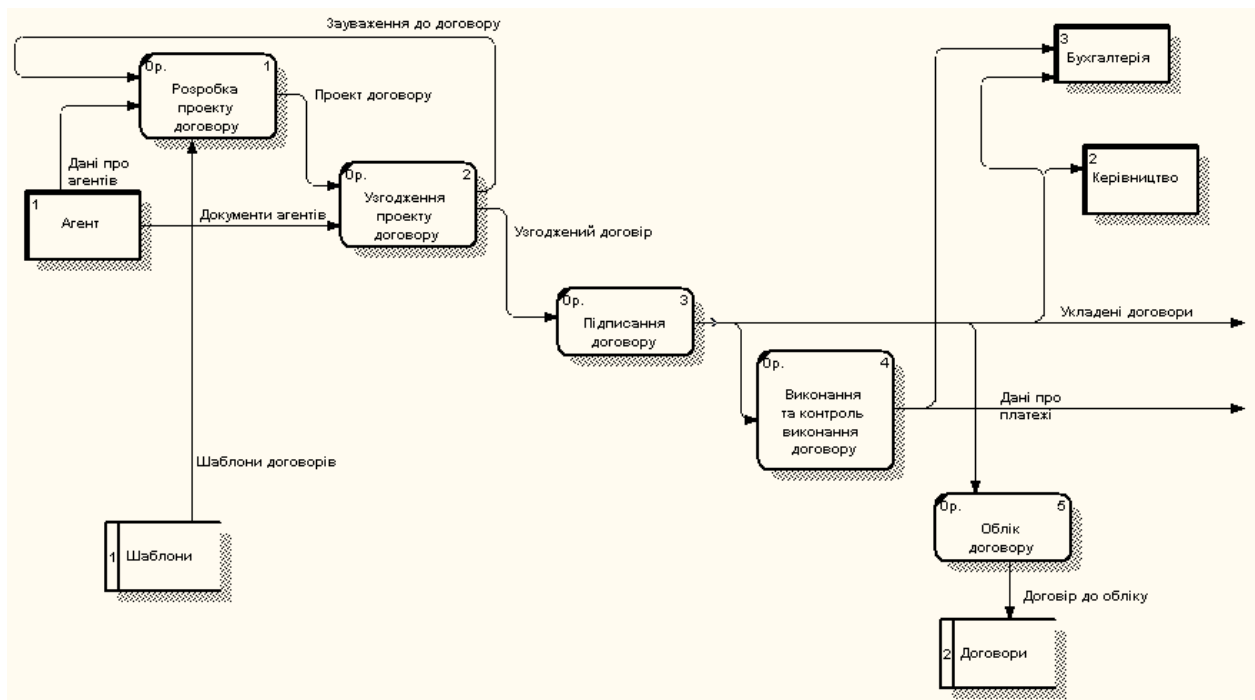 Зауваження до договору
0р. 1
Розробка
проекту
договору
Проект договору
3
Бухгалтерія
Дані про
агентів
1
Агент
Документи агентів
0р. 2
Узгодження
проекту
договору
2
Керівництво
Узгоджений договір
0р. 3
Підписання
договору
Укладені договори
0р. 4
Виконання
та контроль
виконання
договору
Дані про
платежі
Шаблони договорів
1 Шаблони
0р. 5
Облік
договору
Договір до обліку
2 Договори